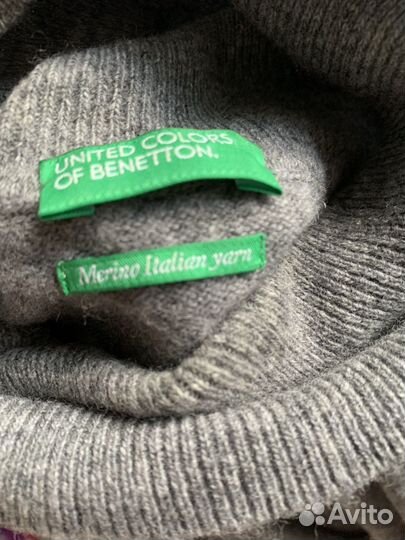 UNITED COLORS
OF BENETTON.
Merino Italian yarn
Avito